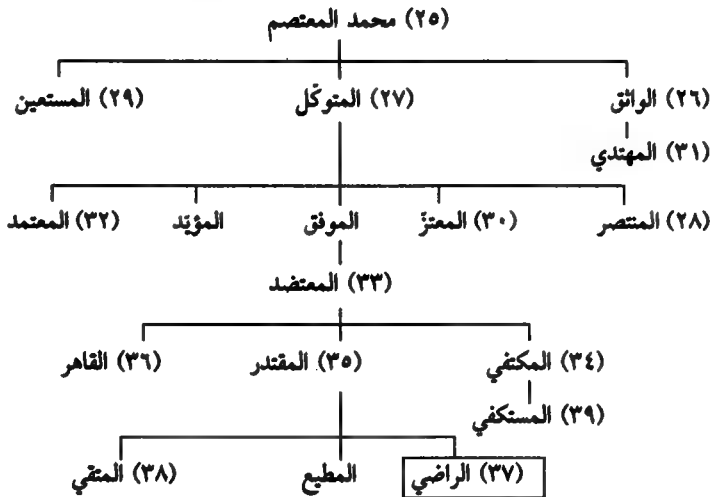 (٢٥) محمد المعتصم
(٢٦) الواثق (٢٧) المتوكّل (٢٩) المستعين
(٣١) المهتدي
(٢٨) المنتصر (٣٠) المعتزّ الموفق المؤيّد (٣٢) المعتمد
(٣٣) المعتضد
(٣٤) المكتفي (٣٥) المقتدر (٣٦) القاهر
(٣٩) المستكفي
(٣٧) الراضي المطيع (٣٨) المتقي